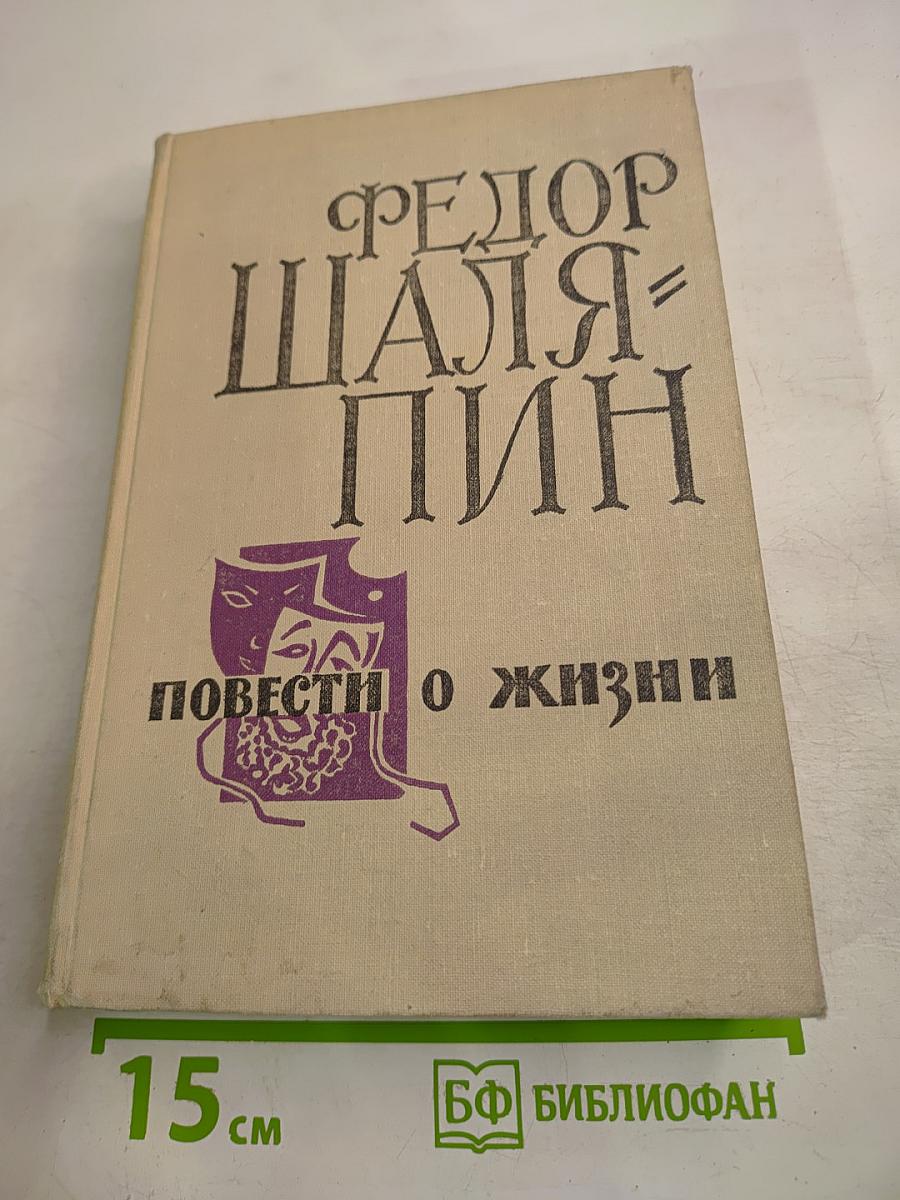 ФЕДОР
ШАЛЯ=
ПИН
ПОВЕСТИ О ЖИЗНИ
15 см
БФ БИБЛИОФАН